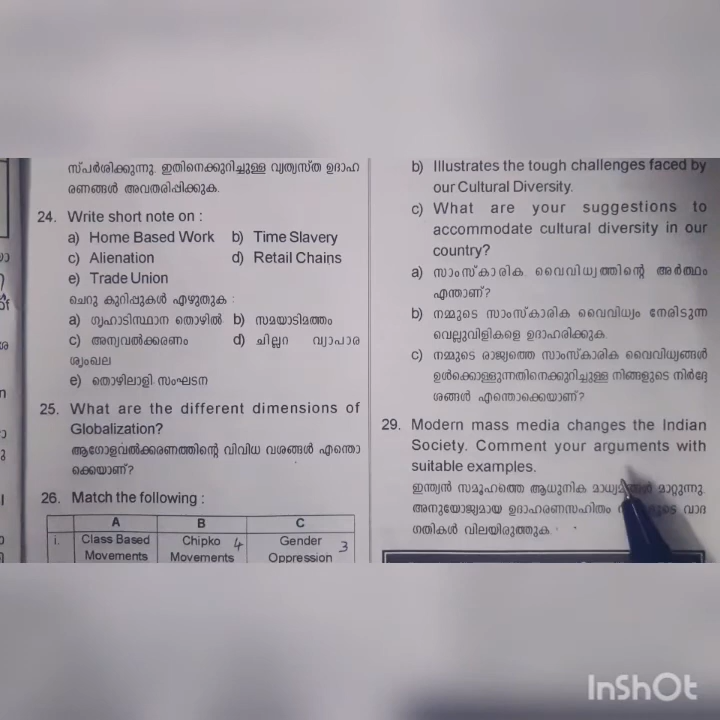 സ്പർശിക്കുന്നു. ഇതിനെക്കുറിച്ചുള്ള വ്യത്യസ്ത ഉദാഹ
രണങ്ങൾ അവതരിപ്പിക്കുക.
24. Write short note on :
a) Home Based Work b) Time Slavery
c) Alienation d) Retail Chains
e) Trade Union
ചെറു കുറിപ്പുകൾ എഴുതുക :
a) ഗൃഹാടിസ്ഥാന തൊഴിൽ b) സമയാടിമത്തം
c) അന്യവൽക്കരണം d) ചില്ലറ വ്യാപാര
ശൃംഖല
e) തൊഴിലാളി സംഘടന
25. What are the different dimensions of
Globalization?
ആഗോളവൽക്കരണത്തിന്റെ വിവിധ വശങ്ങൾ എന്തൊ
ക്കെയാണ്?
26. Match the following :
A B C
i. Class Based Chipko 4 Gender 3
Movements Movements Oppression
b) Illustrates the tough challenges faced by
our Cultural Diversity.
c) What are your suggestions to
accommodate cultural diversity in our
country?
a) സാംസ്കാരിക വൈവിധ്യത്തിന്റെ അർത്ഥം
എന്താണ്?
b) നമ്മുടെ സാംസ്കാരിക വൈവിധ്യം നേരിടുന്ന
വെല്ലുവിളികളെ ഉദാഹരിക്കുക.
c) നമ്മുടെ രാജ്യത്തെ സാംസ്കാരിക വൈവിധ്യങ്ങൾ
ഉൾക്കൊള്ളുന്നതിനെക്കുറിച്ചുള്ള നിങ്ങളുടെ നിർദ്ദേ
ശങ്ങൾ എന്തൊക്കെയാണ്?
29. Modern mass media changes the Indian
Society. Comment your arguments with
suitable examples.
ഇന്ത്യൻ സമൂഹത്തെ ആധുനിക മാറ്റുന്നു.
അനുയോജ്യമായ ഉദാഹരണസഹിതം വാദ
ഗതികൾ വിലയിരുത്തുക.
InShOt